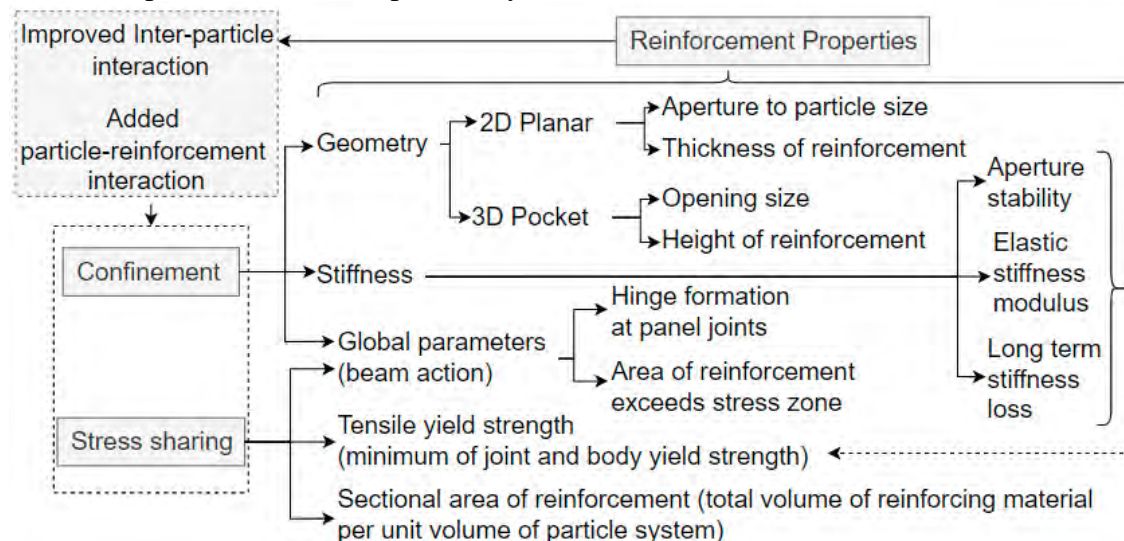 Improved Inter-particle
interaction
Added
particle-reinforcement
interaction
Reinforcement Properties
Geometry
2D Planar
Aperture to particle size
Thickness of reinforcement
3D Pocket
Opening size
Height of reinforcement
Confinement
Stiffness
Aperture
stability
Elastic
stiffness
modulus
Long term
stiffness
loss
Global parameters
(beam action)
Hinge formation
at panel joints
Area of reinforcement
exceeds stress zone
Stress sharing
Tensile yield strength
(minimum of joint and body yield strength)
Sectional area of reinforcement (total volume of reinforcing material
per unit volume of particle system)